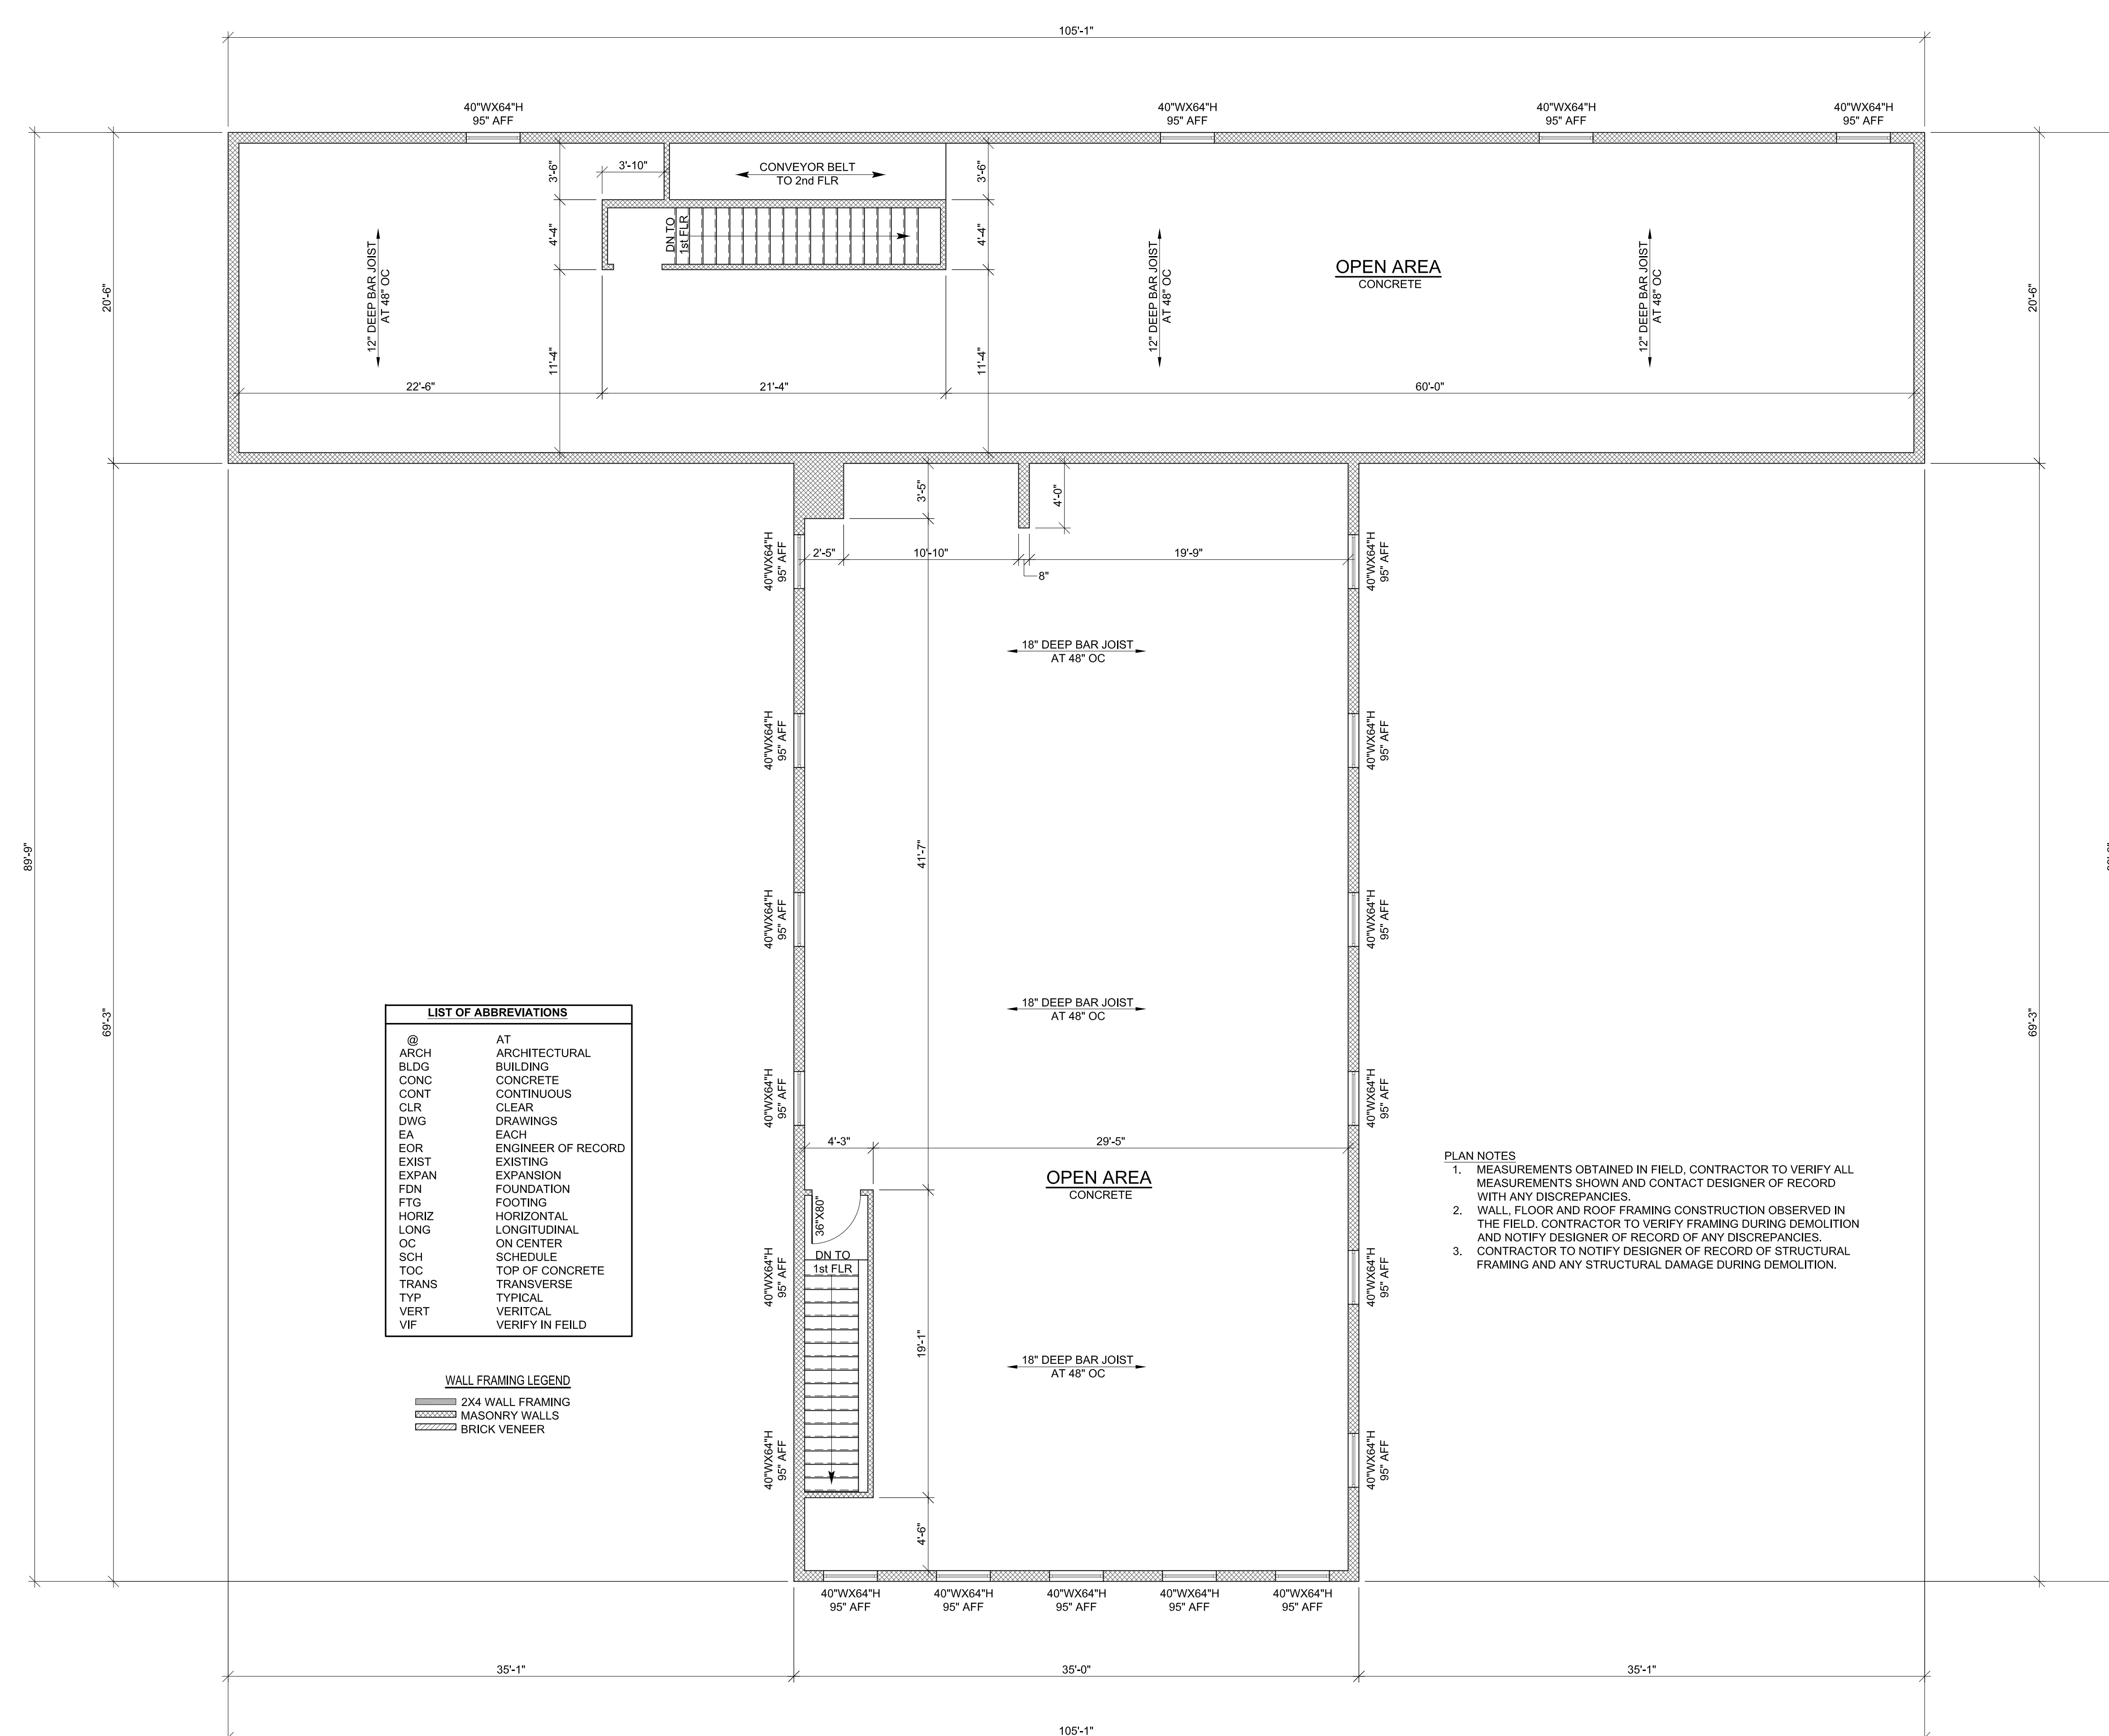 105'-1"
40"WX64"H
95" AFF
40"WX64"H
95" AFF
40"WX64"H
95" AFF
40"WX64"H
95" AFF
3'-6"
3'-10"
CONVEYOR BELT
TO 2nd FLR
3'-6"
20'-6"
12" DEEP BAR JOIST
AT 48" OC
4'-4"
DN TO
1st FLR
4'-4"
12" DEEP BAR JOIST
AT 48" OC
OPEN AREA
CONCRETE
12" DEEP BAR JOIST
AT 48" OC
20'-6"
11'-4"
11'-4"
22'-6"
21'-4"
60'-0"
3'-5"
4'-0"
40"WX64"H
95" AFF
2'-5"
10'-10"
19'-9"
8"
40"WX64"H
95" AFF
18" DEEP BAR JOIST
AT 48" OC
40"WX64"H
95" AFF
40"WX64"H
95" AFF
89'-9"
41'-7"
40"WX64"H
95" AFF
40"WX64"H
95" AFF
69'-3"
18" DEEP BAR JOIST
AT 48" OC
69'-3"
LIST OF ABBREVIATIONS
@ AT
ARCH ARCHITECTURAL
BLDG BUILDING
CONC CONCRETE
CONT CONTINUOUS
CLR CLEAR
DWG DRAWINGS
EA EACH
EOR ENGINEER OF RECORD
EXIST EXISTING
EXPAN EXPANSION
FDN FOUNDATION
FTG FOOTING
HORIZ HORIZONTAL
LONG LONGITUDINAL
OC ON CENTER
SCH SCHEDULE
TOC TOP OF CONCRETE
TRANS TRANSVERSE
TYP TYPICAL
VERT VERITCAL
VIF VERIFY IN FEILD
40"WX64"H
95" AFF
40"WX64"H
95" AFF
4'-3"
29'-5"
OPEN AREA
CONCRETE
PLAN NOTES
1. MEASUREMENTS OBTAINED IN FIELD, CONTRACTOR TO VERIFY ALL
MEASUREMENTS SHOWN AND CONTACT DESIGNER OF RECORD
WITH ANY DISCREPANCIES.
2. WALL, FLOOR AND ROOF FRAMING CONSTRUCTION OBSERVED IN
THE FIELD. CONTRACTOR TO VERIFY FRAMING DURING DEMOLITION
AND NOTIFY DESIGNER OF RECORD OF ANY DISCREPANCIES.
3. CONTRACTOR TO NOTIFY DESIGNER OF RECORD OF STRUCTURAL
FRAMING AND ANY STRUCTURAL DAMAGE DURING DEMOLITION.
36"X80"
DN TO
1st FLR
40"WX64"H
95" AFF
40"WX64"H
95" AFF
19'-1"
18" DEEP BAR JOIST
AT 48" OC
WALL FRAMING LEGEND
2X4 WALL FRAMING
MASONRY WALLS
BRICK VENEER
40"WX64"H
95" AFF
40"WX64"H
95" AFF
4'-6"
40"WX64"H
95" AFF
40"WX64"H
95" AFF
40"WX64"H
95" AFF
40"WX64"H
95" AFF
40"WX64"H
95" AFF
35'-1"
35'-0"
35'-1"
105'-1"